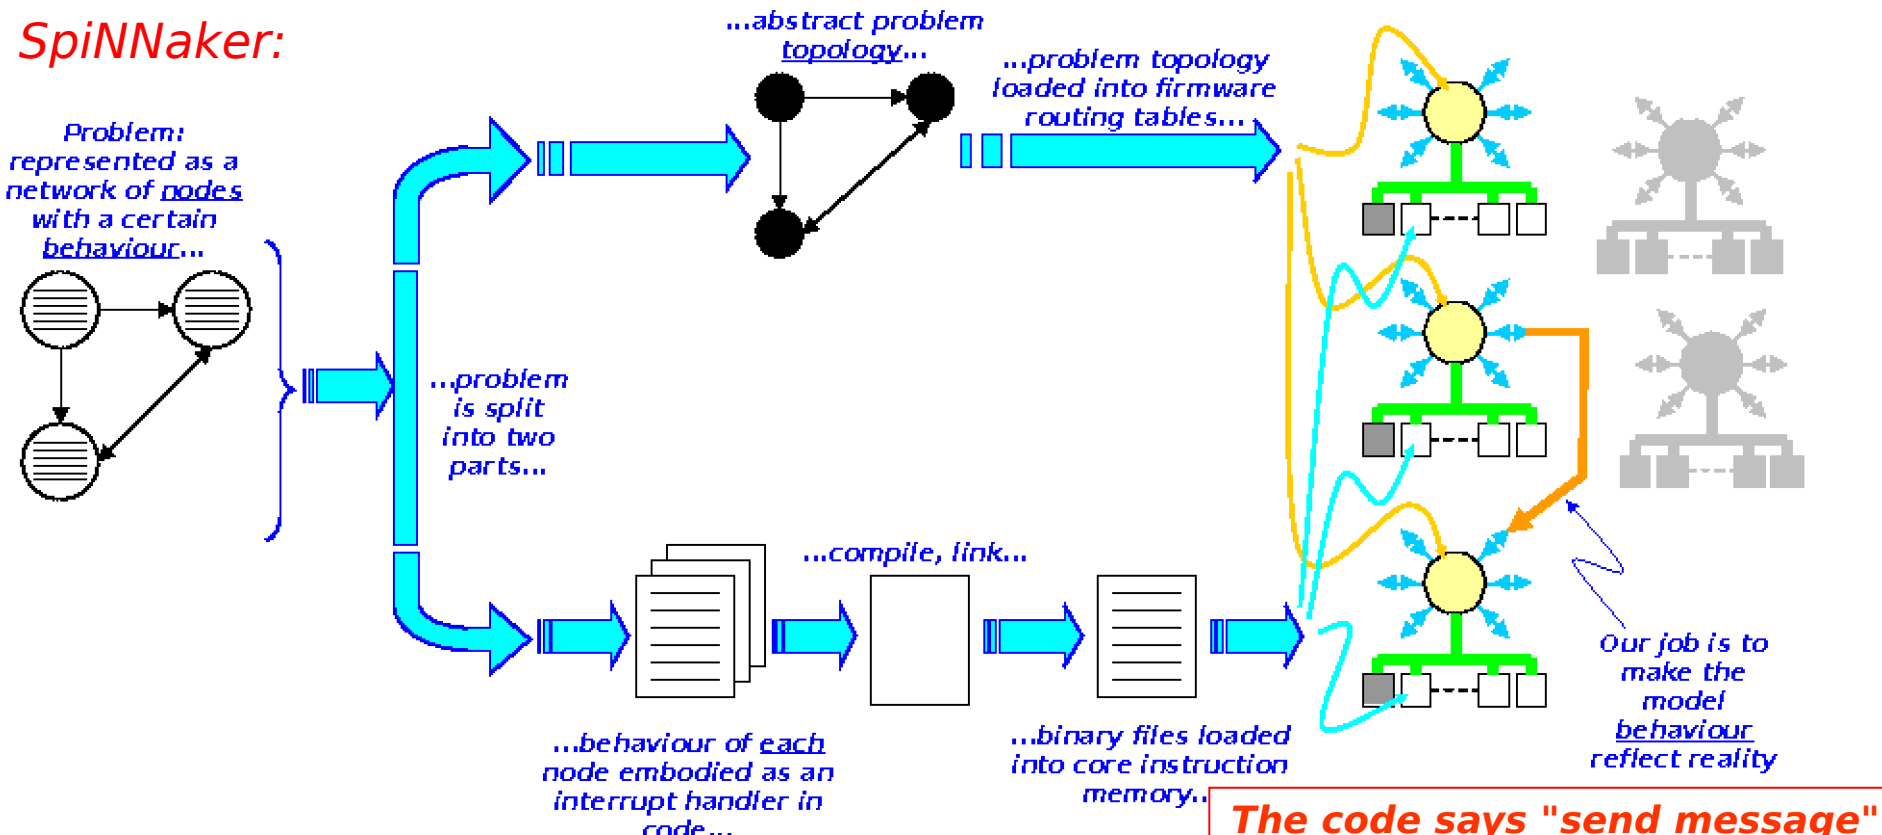 SpiNNaker:
Problem:
represented as a
network of nodes
with a certain
behaviour...
...problem
is split
into two
parts...
...abstract problem
topology...
...problem topology
loaded into firmware
routing tables...
...behaviour of each
node embodied as an
interrupt handler in
code...
...compile, link...
...binary files loaded
into core instruction
memory..
Our job is to
make the
model
behaviour
reflect reality
The code says "send message"